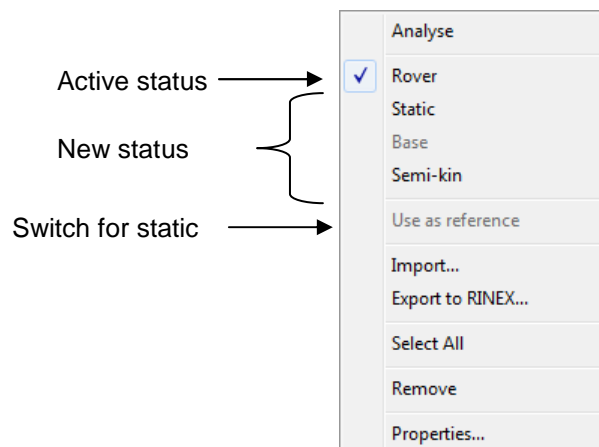 Analyse
Active status
Rover
Static
New status
Base
Semi-kin
Switch for static
Use as reference
Import...
Export to RINEX...
Select All
Remove
Properties...